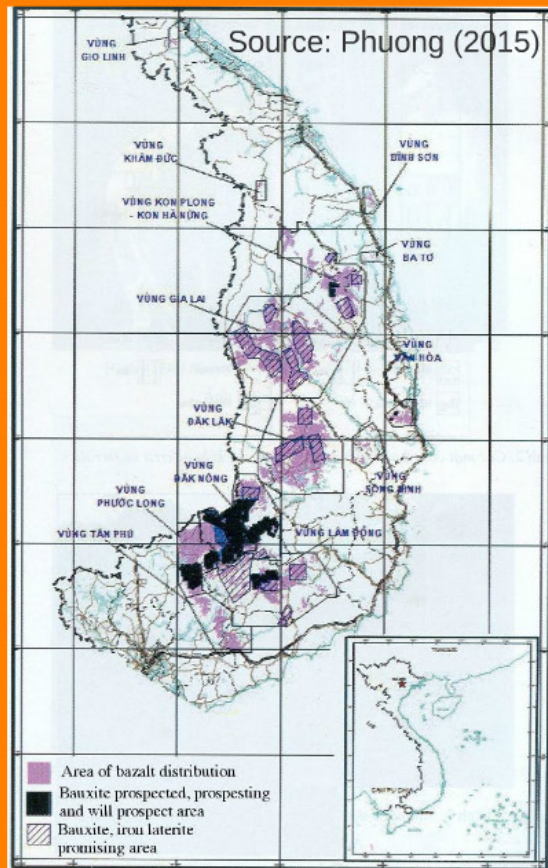 Source: Phuong (2015)
VÙNG
GIO LINH
VÙNG
KHÂM ĐỨC
VÙNG
BÌNH SƠN
VÙNG KON PLONG
- KON HÀ NỪNG
VÙNG
BA TƠ
VÙNG GIA LAI
VÙNG
VÂN HÒA
VÙNG
ĐĂK LĂK
VÙNG
ĐĂK NÔNG
VÙNG
SÔNG BINH
VÙNG
PHƯỚC LONG
VÙNG TÂN PHÚ
VÙNG LÂM ĐỒNG
Area of bazalt distribution
Bauxite prospected, prospesting
and will prospect area
Bauxite, iron laterite
promising area